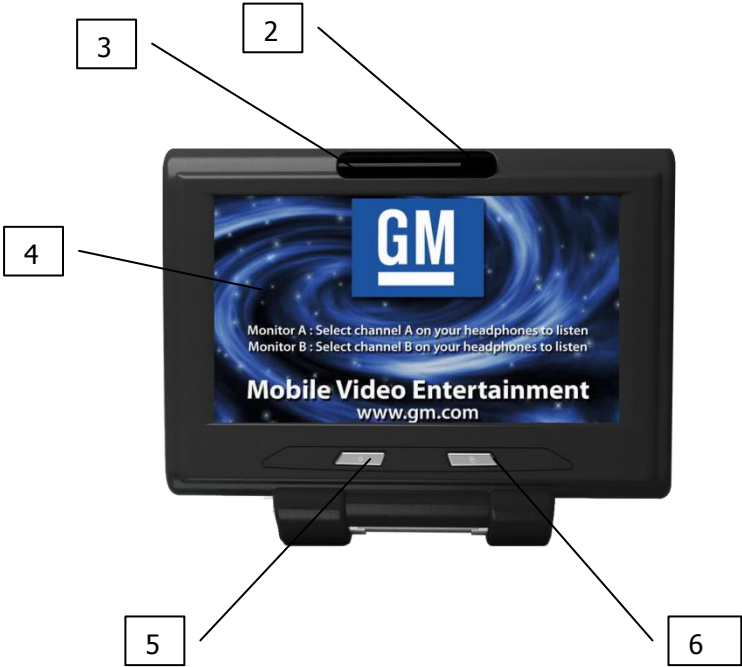 2
3
4
GM
Monitor A : Select channel A on your headphones to listen
Monitor B : Select channel B on your headphones to listen
Mobile Video Entertainment
www.gm.com
5
6